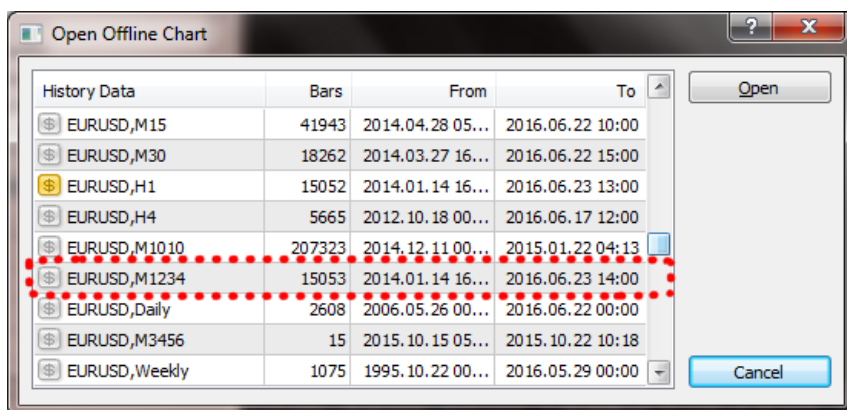 Open Offline Chart
History Data Bars From To
EURUSD,M15 41943 2014.04.28 05... 2016.06.22 10:00
EURUSD,M30 18262 2014.03.27 16... 2016.06.22 15:00
EURUSD,H1 15052 2014.01.14 16... 2016.06.23 13:00
EURUSD,H4 5665 2012.10.18 00... 2016.06.17 12:00
EURUSD,M1010 207323 2014.12.11 00... 2015.01.22 04:13
EURUSD,M1234 15053 2014.01.14 16... 2016.06.23 14:00
EURUSD,Daily 2608 2006.05.26 00... 2016.06.22 00:00
EURUSD,M3456 15 2015.10.15 05... 2015.10.22 10:18
EURUSD,Weekly 1075 1995.10.22 00... 2016.05.29 00:00
Open
Cancel